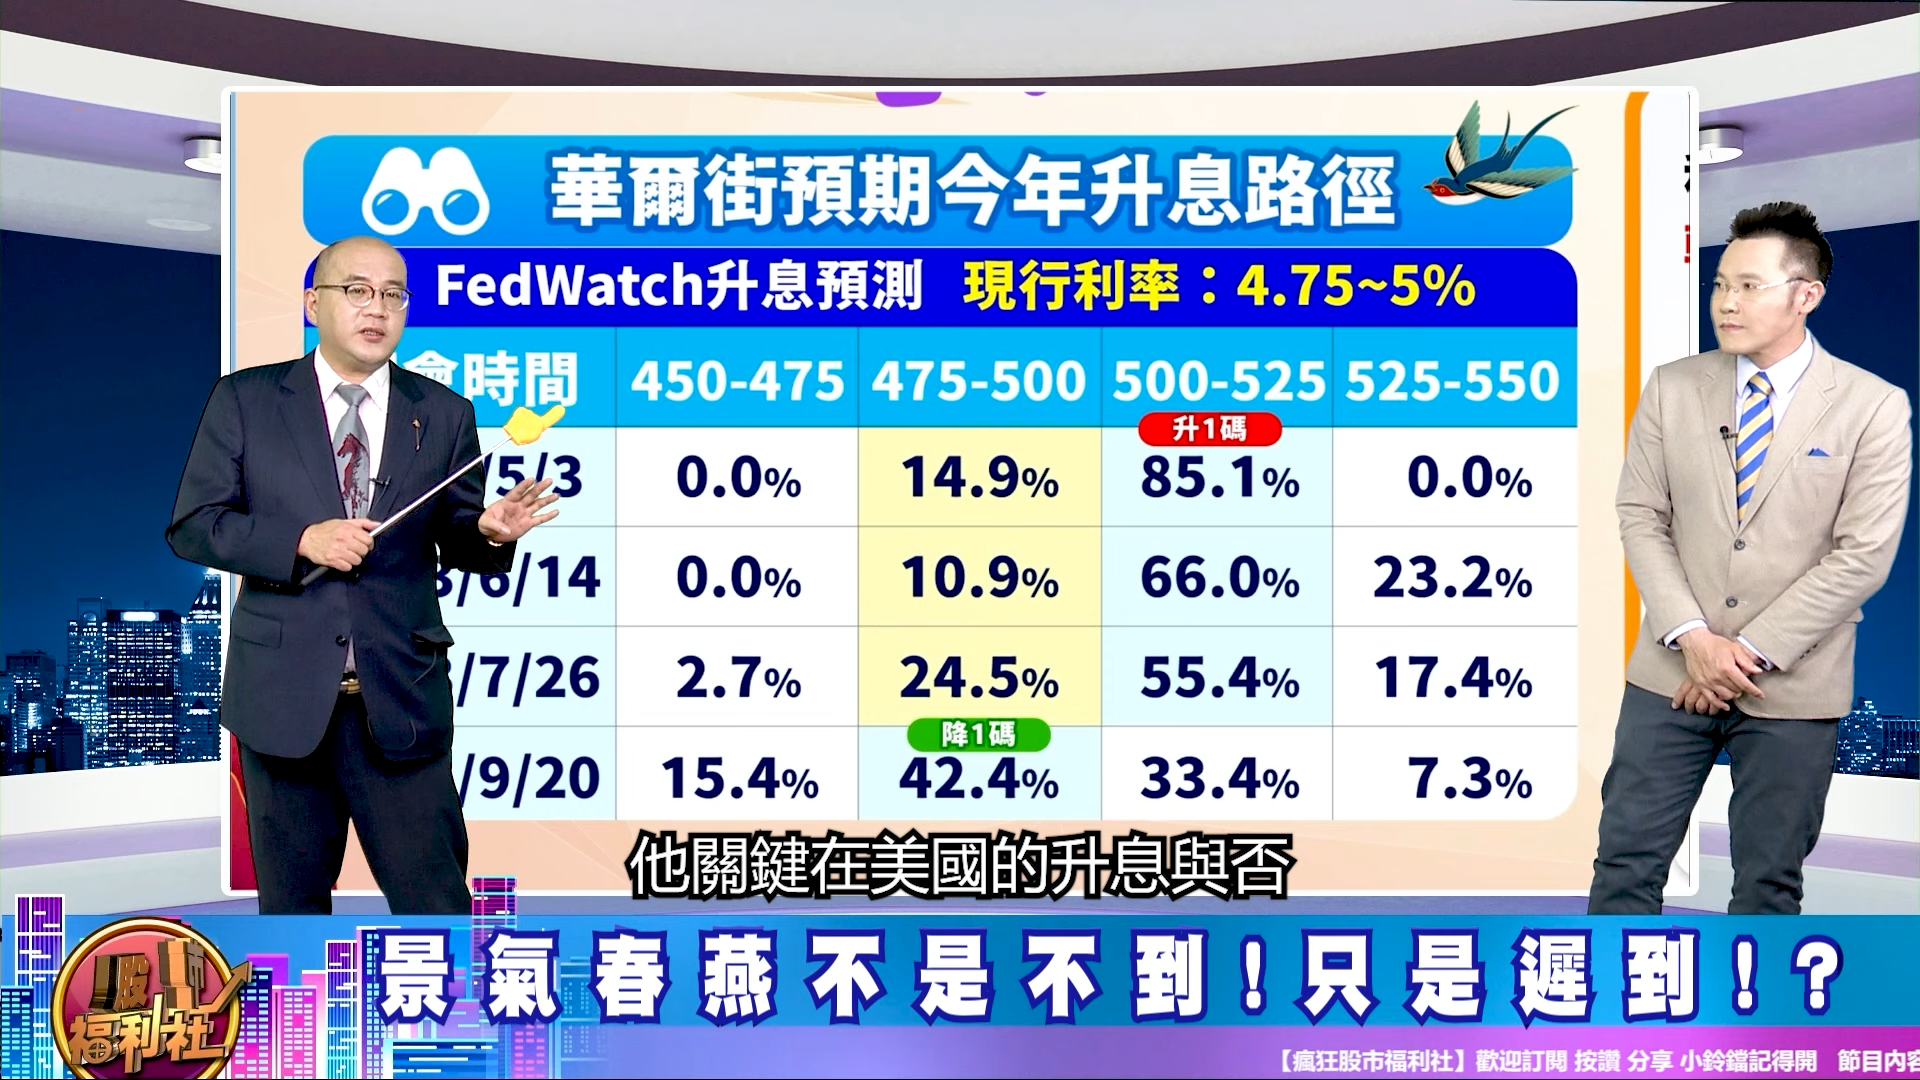 華爾街預期今年升息路徑
FedWatch升息預測 現行利率：4.75~5%
會時間 450-475 475-500 500-525 525-550
升1碼
/5/3 0.0% 14.9% 85.1% 0.0%
3/6/14 0.0% 10.9% 66.0% 23.2%
/7/26 2.7% 24.5% 55.4% 17.4%
降1碼
/9/20 15.4% 42.4% 33.4% 7.3%
他關鍵在美國的升息與否
景氣春燕不是不到!只是遲到!?
股市
福利社
【瘋狂股市福利社】歡迎訂閱 按讚 分享 小鈴鐺記得開 節目內容